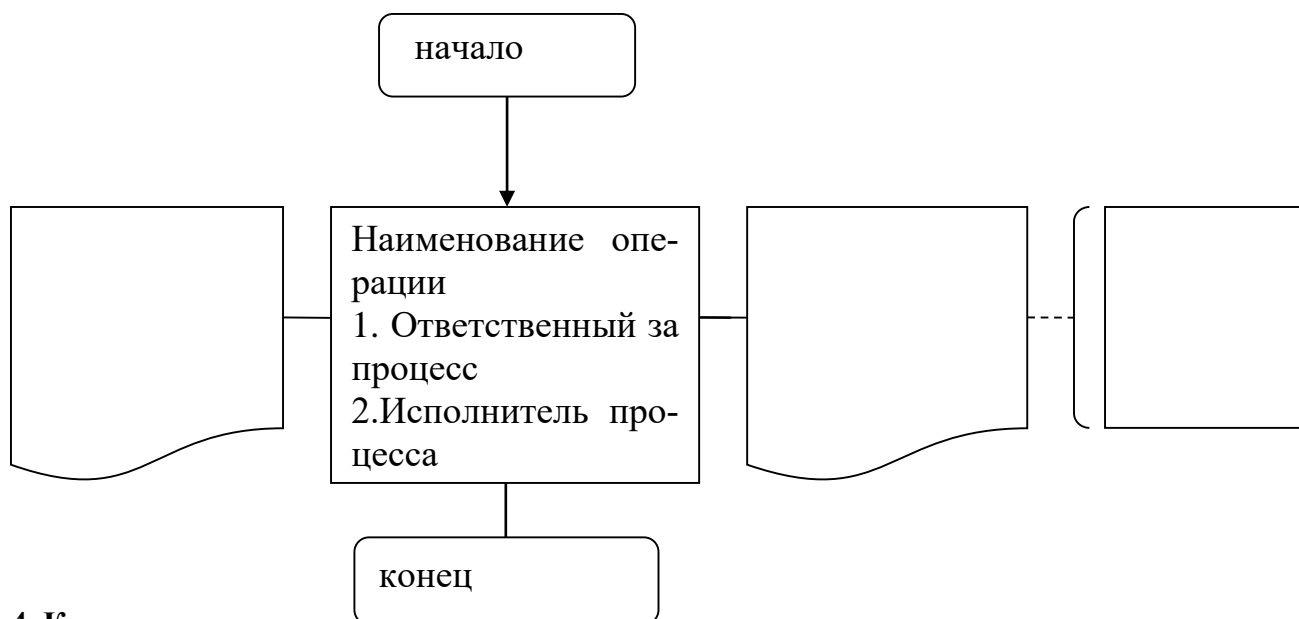 начало
Наименование опе-
рации
1. Ответственный за
процесс
2.Исполнитель про-
цесса
конец